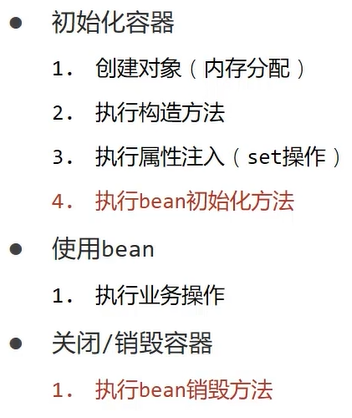 ● 初始化容器
1. 创建对象（内存分配）
2. 执行构造方法
3. 执行属性注入（set操作）
4. 执行bean初始化方法
● 使用bean
1. 执行业务操作
● 关闭/销毁容器
1. 执行bean销毁方法